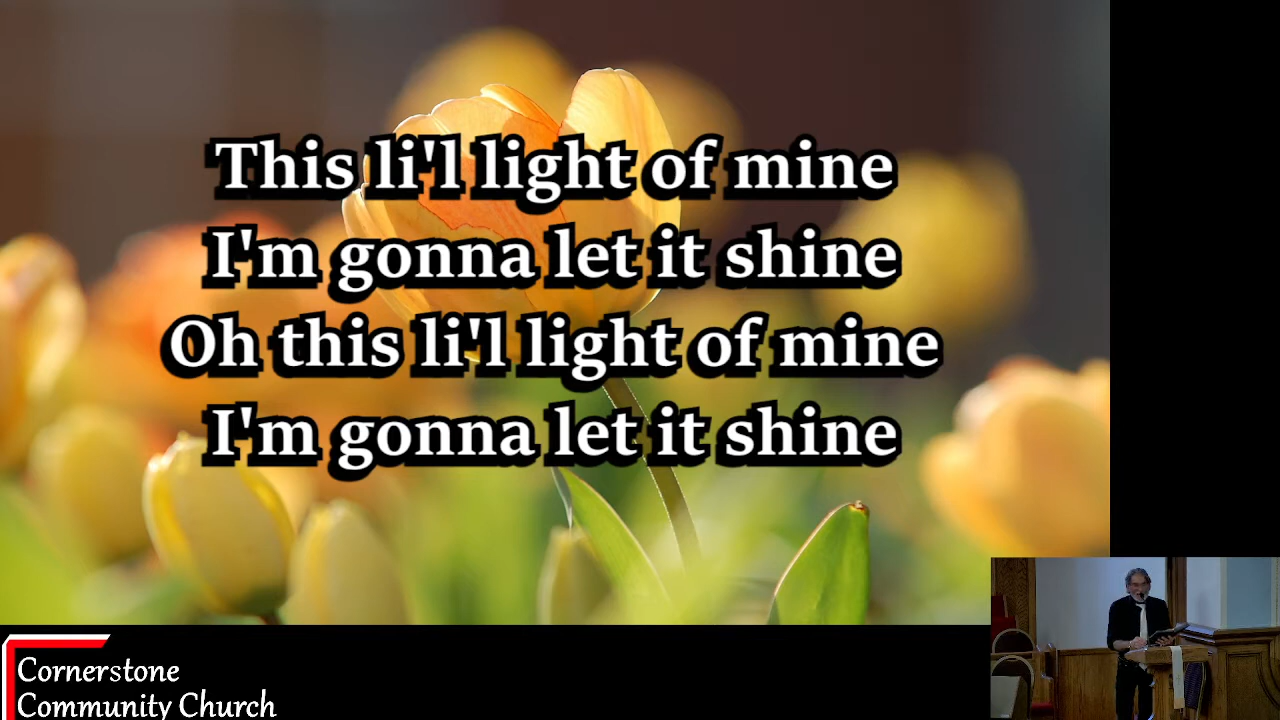 This li'l light of mine
I'm gonna let it shine
Oh this li'l light of mine
I'm gonna let it shine
Cornerstone
Community Church